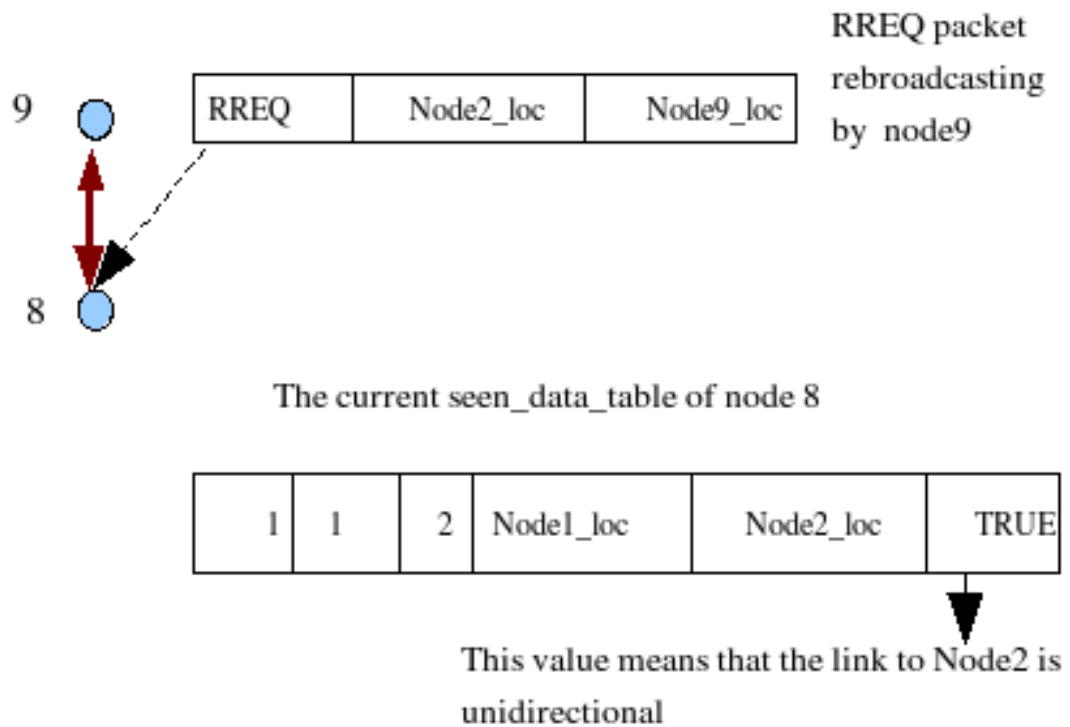 RREQ packet
rebroadcasting
by node9
9
RREQ Node2_loc Node9_loc
8
The current seen_data_table of node 8
1 1 2 Node1_loc Node2_loc TRUE
This value means that the link to Node2 is
unidirectional